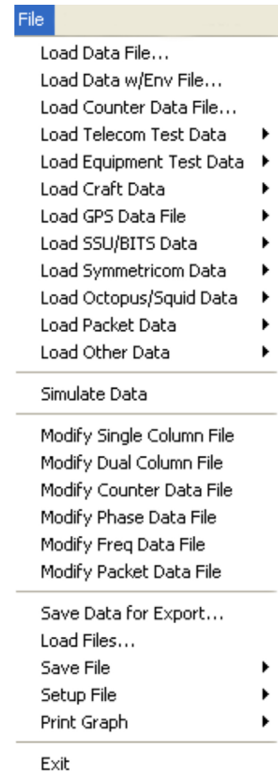 File
Load Data File...
Load Data w/Env File...
Load Counter Data File...
Load Telecom Test Data
Load Equipment Test Data
Load Craft Data
Load GPS Data File
Load SSU/BITS Data
Load Symmetricom Data
Load Octopus/Squid Data
Load Packet Data
Load Other Data
Simulate Data
Modify Single Column File
Modify Dual Column File
Modify Counter Data File
Modify Phase Data File
Modify Freq Data File
Modify Packet Data File
Save Data for Export...
Load Files...
Save File
Setup File
Print Graph
Exit